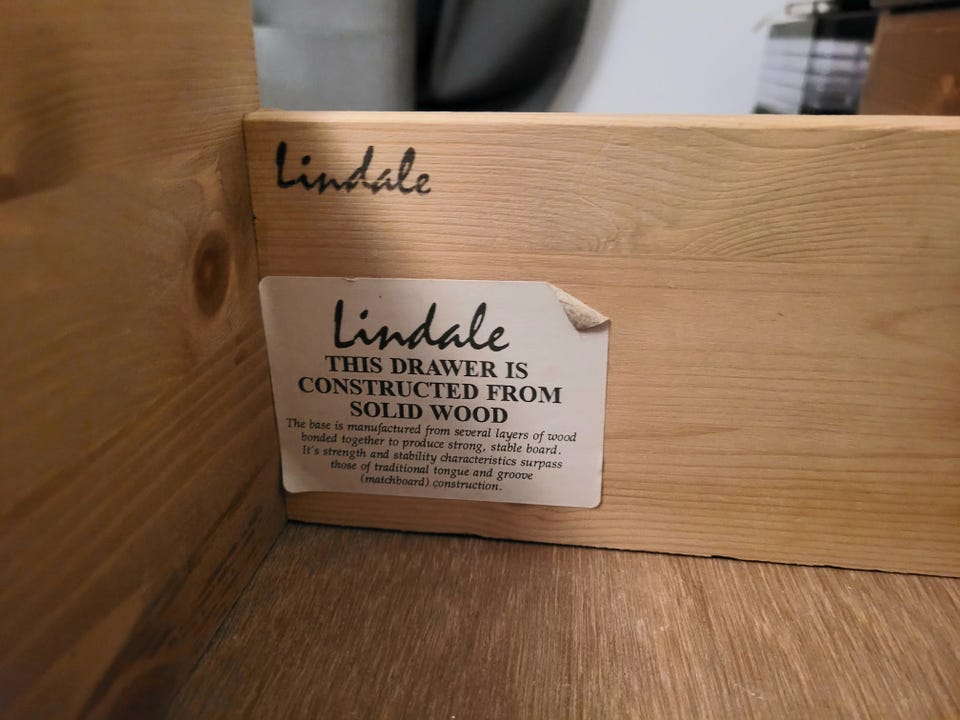 Lindale
Lindale
THIS DRAWER IS
CONSTRUCTED FROM
SOLID WOOD
The base is manufactured from several layers of wood
bonded together to produce strong, stable board.
It's strength and stability characteristics surpass
those of traditional tongue and groove
(matchboard) construction.